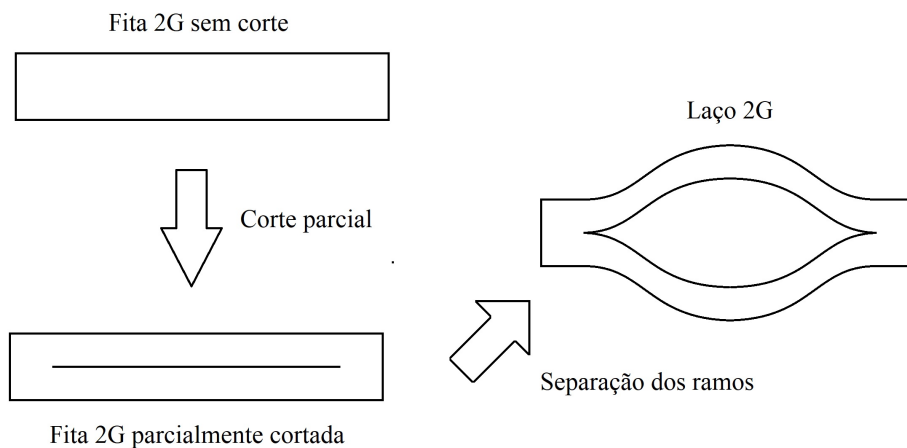 Fita 2G sem corte
Laço 2G
Corte parcial
Separação dos ramos
Fita 2G parcialmente cortada